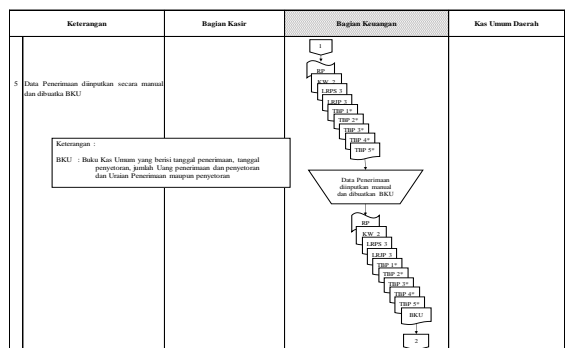 Keterangan
Bagian Kasir
Bagian Keuangan
Kas Umum Daerah
1
5 Data Penerimaan diinputkan secara manual
dan dibuatka BKU
RP
KW 2
LRPS 3
LRJP 3
TBP 1*
TBP 2*
TBP 3*
TBP 4*
TBP 5*
Keterangan :
BKU : Buku Kas Umum yang berisi tanggal penerimaan, tanggal
penyetoran, jumlah Uang penerimaan dan penyetoran
dan Uraian Penerimaan maupun penyetoran
Data Penerimaan
diinputkan manual
dan dibuatkan BKU
RP
KW 2
LRPS 3
LRJP 3
TBP 1*
TBP 2*
TBP 3*
TBP 4*
TBP 5*
BKU
2